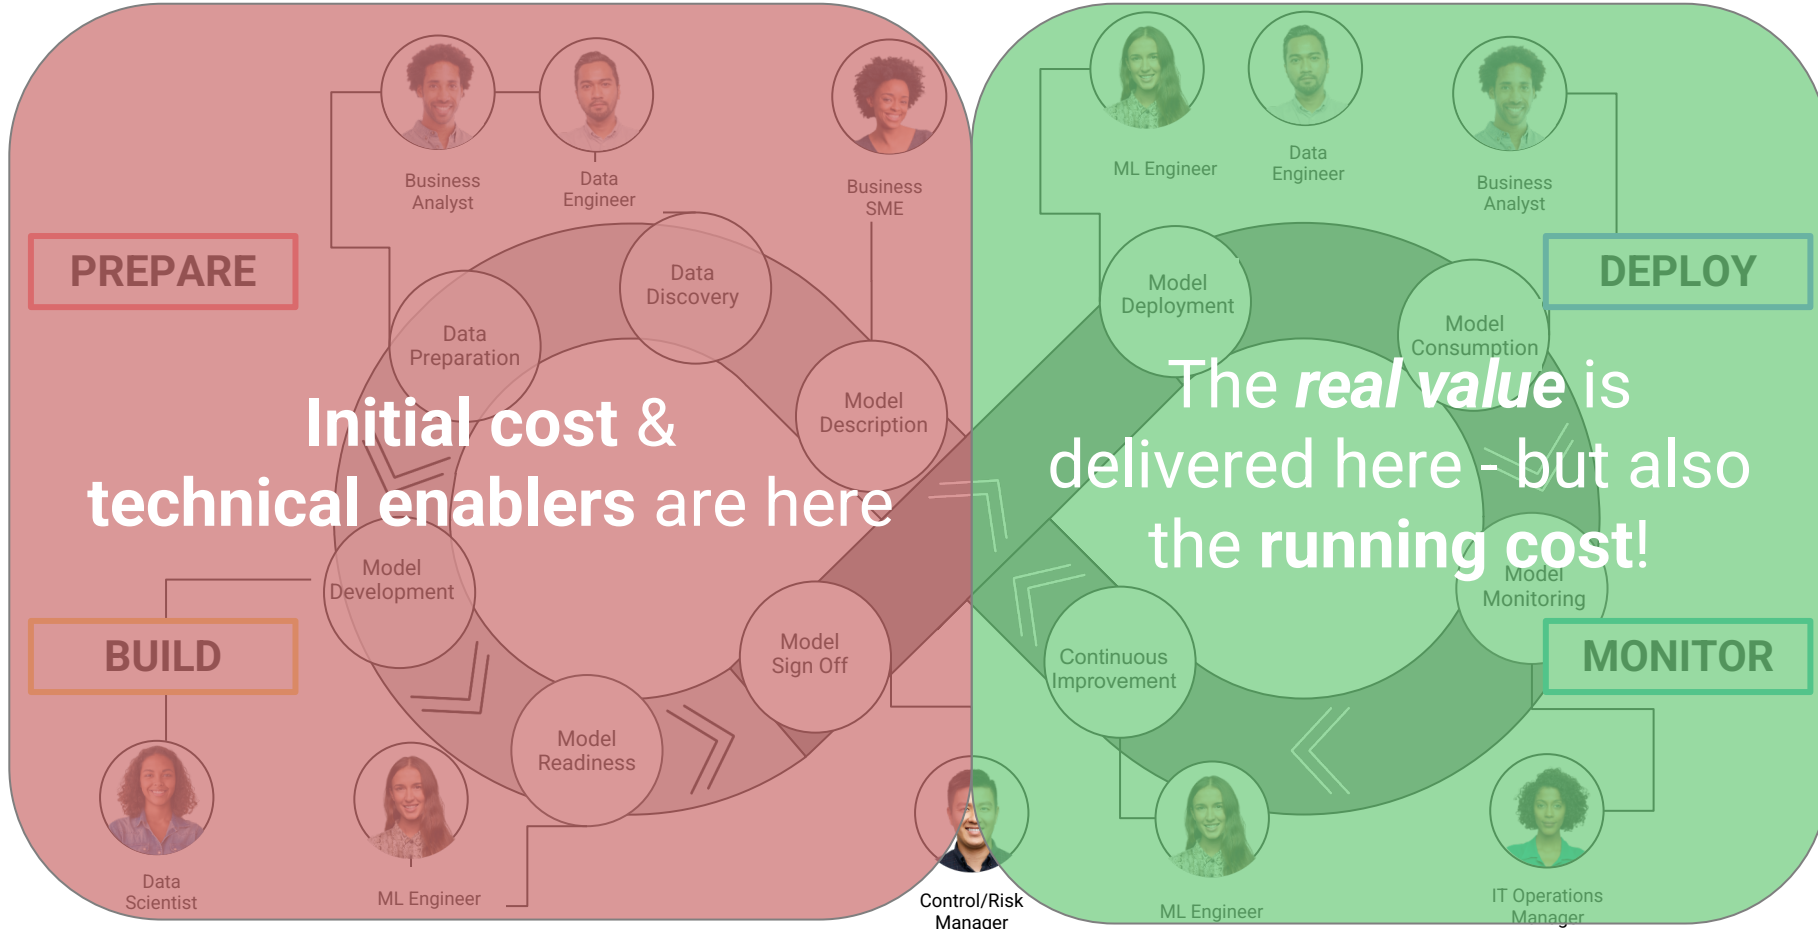 Business
Analyst
Data
Engineer
Business
SME
PREPARE
Data
Discovery
Data
Preparation
Model
Description
Initial cost &
technical enablers are here
Model
Development
BUILD
Model
Sign Off
Model
Readiness
Data
Scientist
ML Engineer
Control/Risk
Manager
ML Engineer
Data
Engineer
Business
Analyst
DEPLOY
Model
Deployment
Model
Consumption
The real value is
delivered here - but also
the running cost!
Model
Monitoring
MONITOR
Continuous
Improvement
ML Engineer
IT Operations
Manager